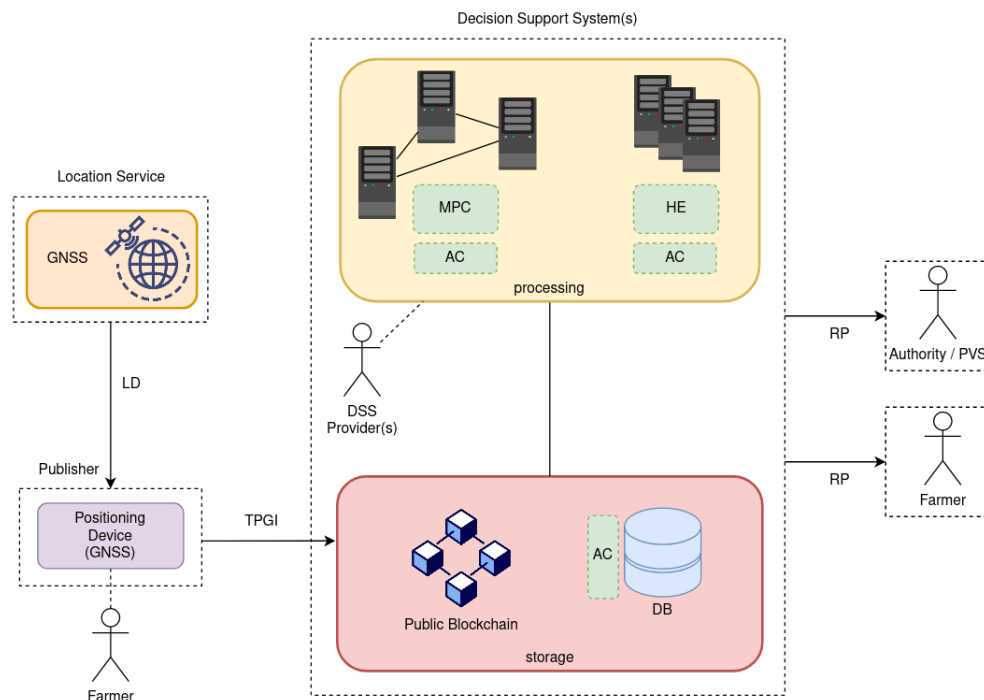 Decision Support System(s)
Location Service
GNSS
MPC
HE
AC
AC
processing
LD
DSS
Provider(s)
RP
Authority / PVS
Publisher
Positioning
Device
(GNSS)
TPGI
RP
Farmer
AC
Public Blockchain
DB
storage
Farmer